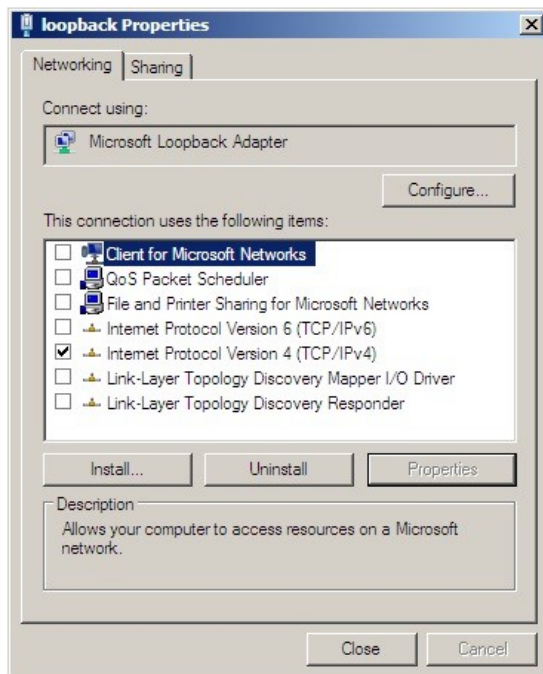 loopback Properties
Networking
Sharing
Connect using:
Microsoft Loopback Adapter
Configure...
This connection uses the following items:
Client for Microsoft Networks
QoS Packet Scheduler
File and Printer Sharing for Microsoft Networks
Internet Protocol Version 6 (TCP/IPv6)
Internet Protocol Version 4 (TCP/IPv4)
Link-Layer Topology Discovery Mapper I/O Driver
Link-Layer Topology Discovery Responder
Install...
Uninstall
Properties
Description
Allows your computer to access resources on a Microsoft
network.
Close
Cancel